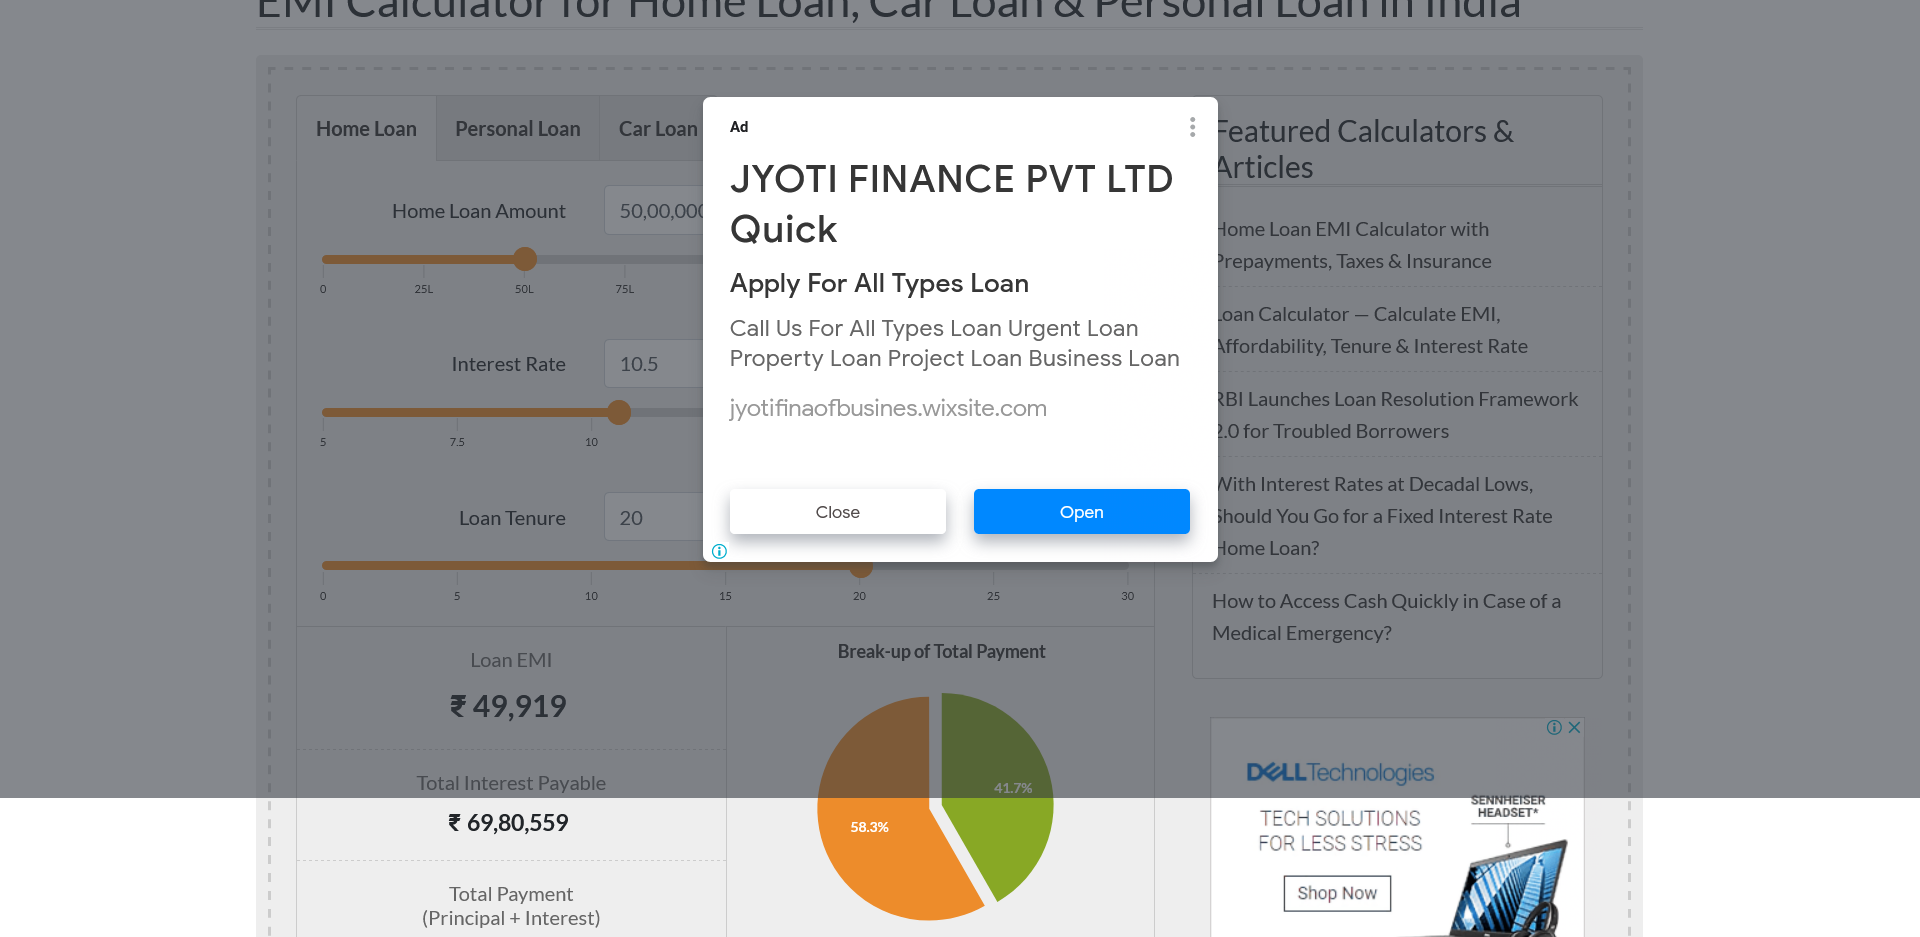 EMI Calculator for Home Loan, Car Loan & Personal Loan in India
Home Loan
Personal Loan
Car Loan
Home Loan Amount
50,00,000
0
25L
50L
75L
Interest Rate
10.5
5
7.5
10
Loan Tenure
20
0
5
10
15
20
25
30
Ad
JYOTI FINANCE PVT LTD
Quick
Apply For All Types Loan
Call Us For All Types Loan Urgent Loan
Property Loan Project Loan Business Loan
jyotifinaofbusines.wixsite.com
Close
Open
Featured Calculators &
Articles
Home Loan EMI Calculator with
Prepayments, Taxes & Insurance
Loan Calculator — Calculate EMI,
Affordability, Tenure & Interest Rate
RBI Launches Loan Resolution Framework
2.0 for Troubled Borrowers
With Interest Rates at Decadal Lows,
Should You Go for a Fixed Interest Rate
Home Loan?
How to Access Cash Quickly in Case of a
Medical Emergency?
Loan EMI
₹ 49,919
Total Interest Payable
₹ 69,80,559
Total Payment
(Principal + Interest)
Break-up of Total Payment
41.7%
58.3%
DELL Technologies
SENNHEISER
HEADSET*
TECH SOLUTIONS
FOR LESS STRESS
Shop Now